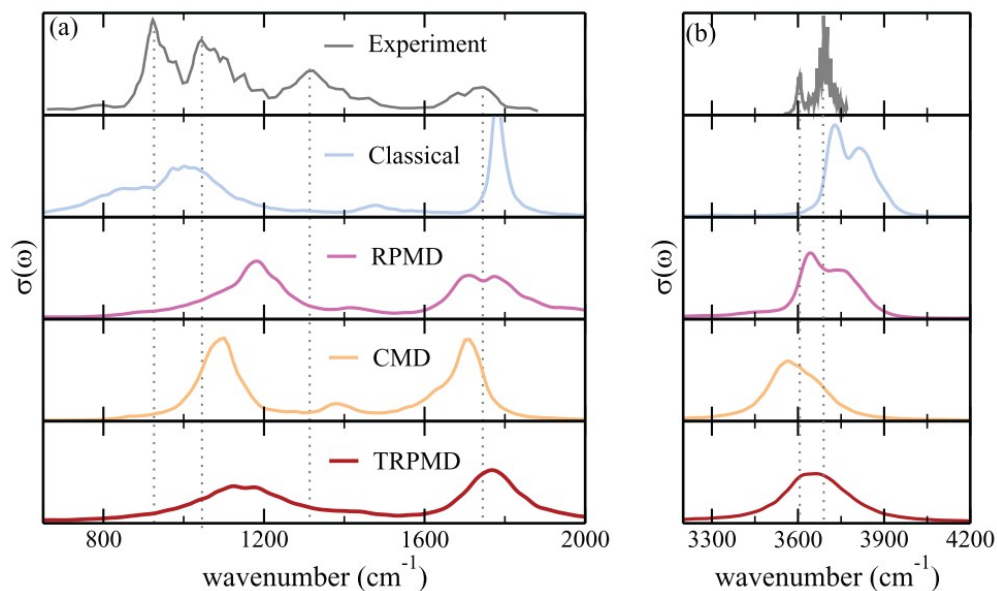 (a)
Experiment
Classical
RPMD
CMD
TRPMD
σ(ω)
800 1200 1600 2000
wavenumber (cm⁻¹)
(b)
σ(ω)
3300 3600 3900 4200
wavenumber (cm⁻¹)